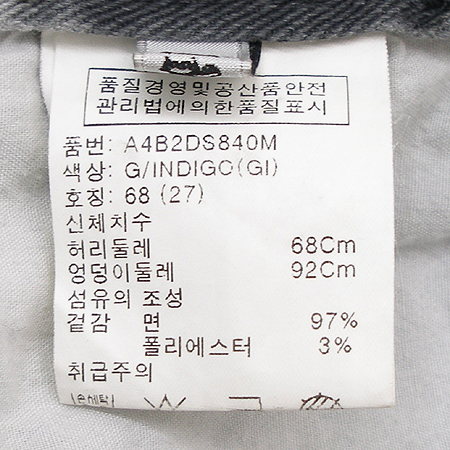 품질경영및공산품안전
관리법에의한품질표시
품번: A4B2DS840M
색상: G/INDIGO(GI)
호칭: 68 (27)
신체치수
허리둘레 68Cm
엉덩이둘레 92Cm
섬유의 조성
겉감 면 97%
폴리에스터 3%
취급주의
손세탁